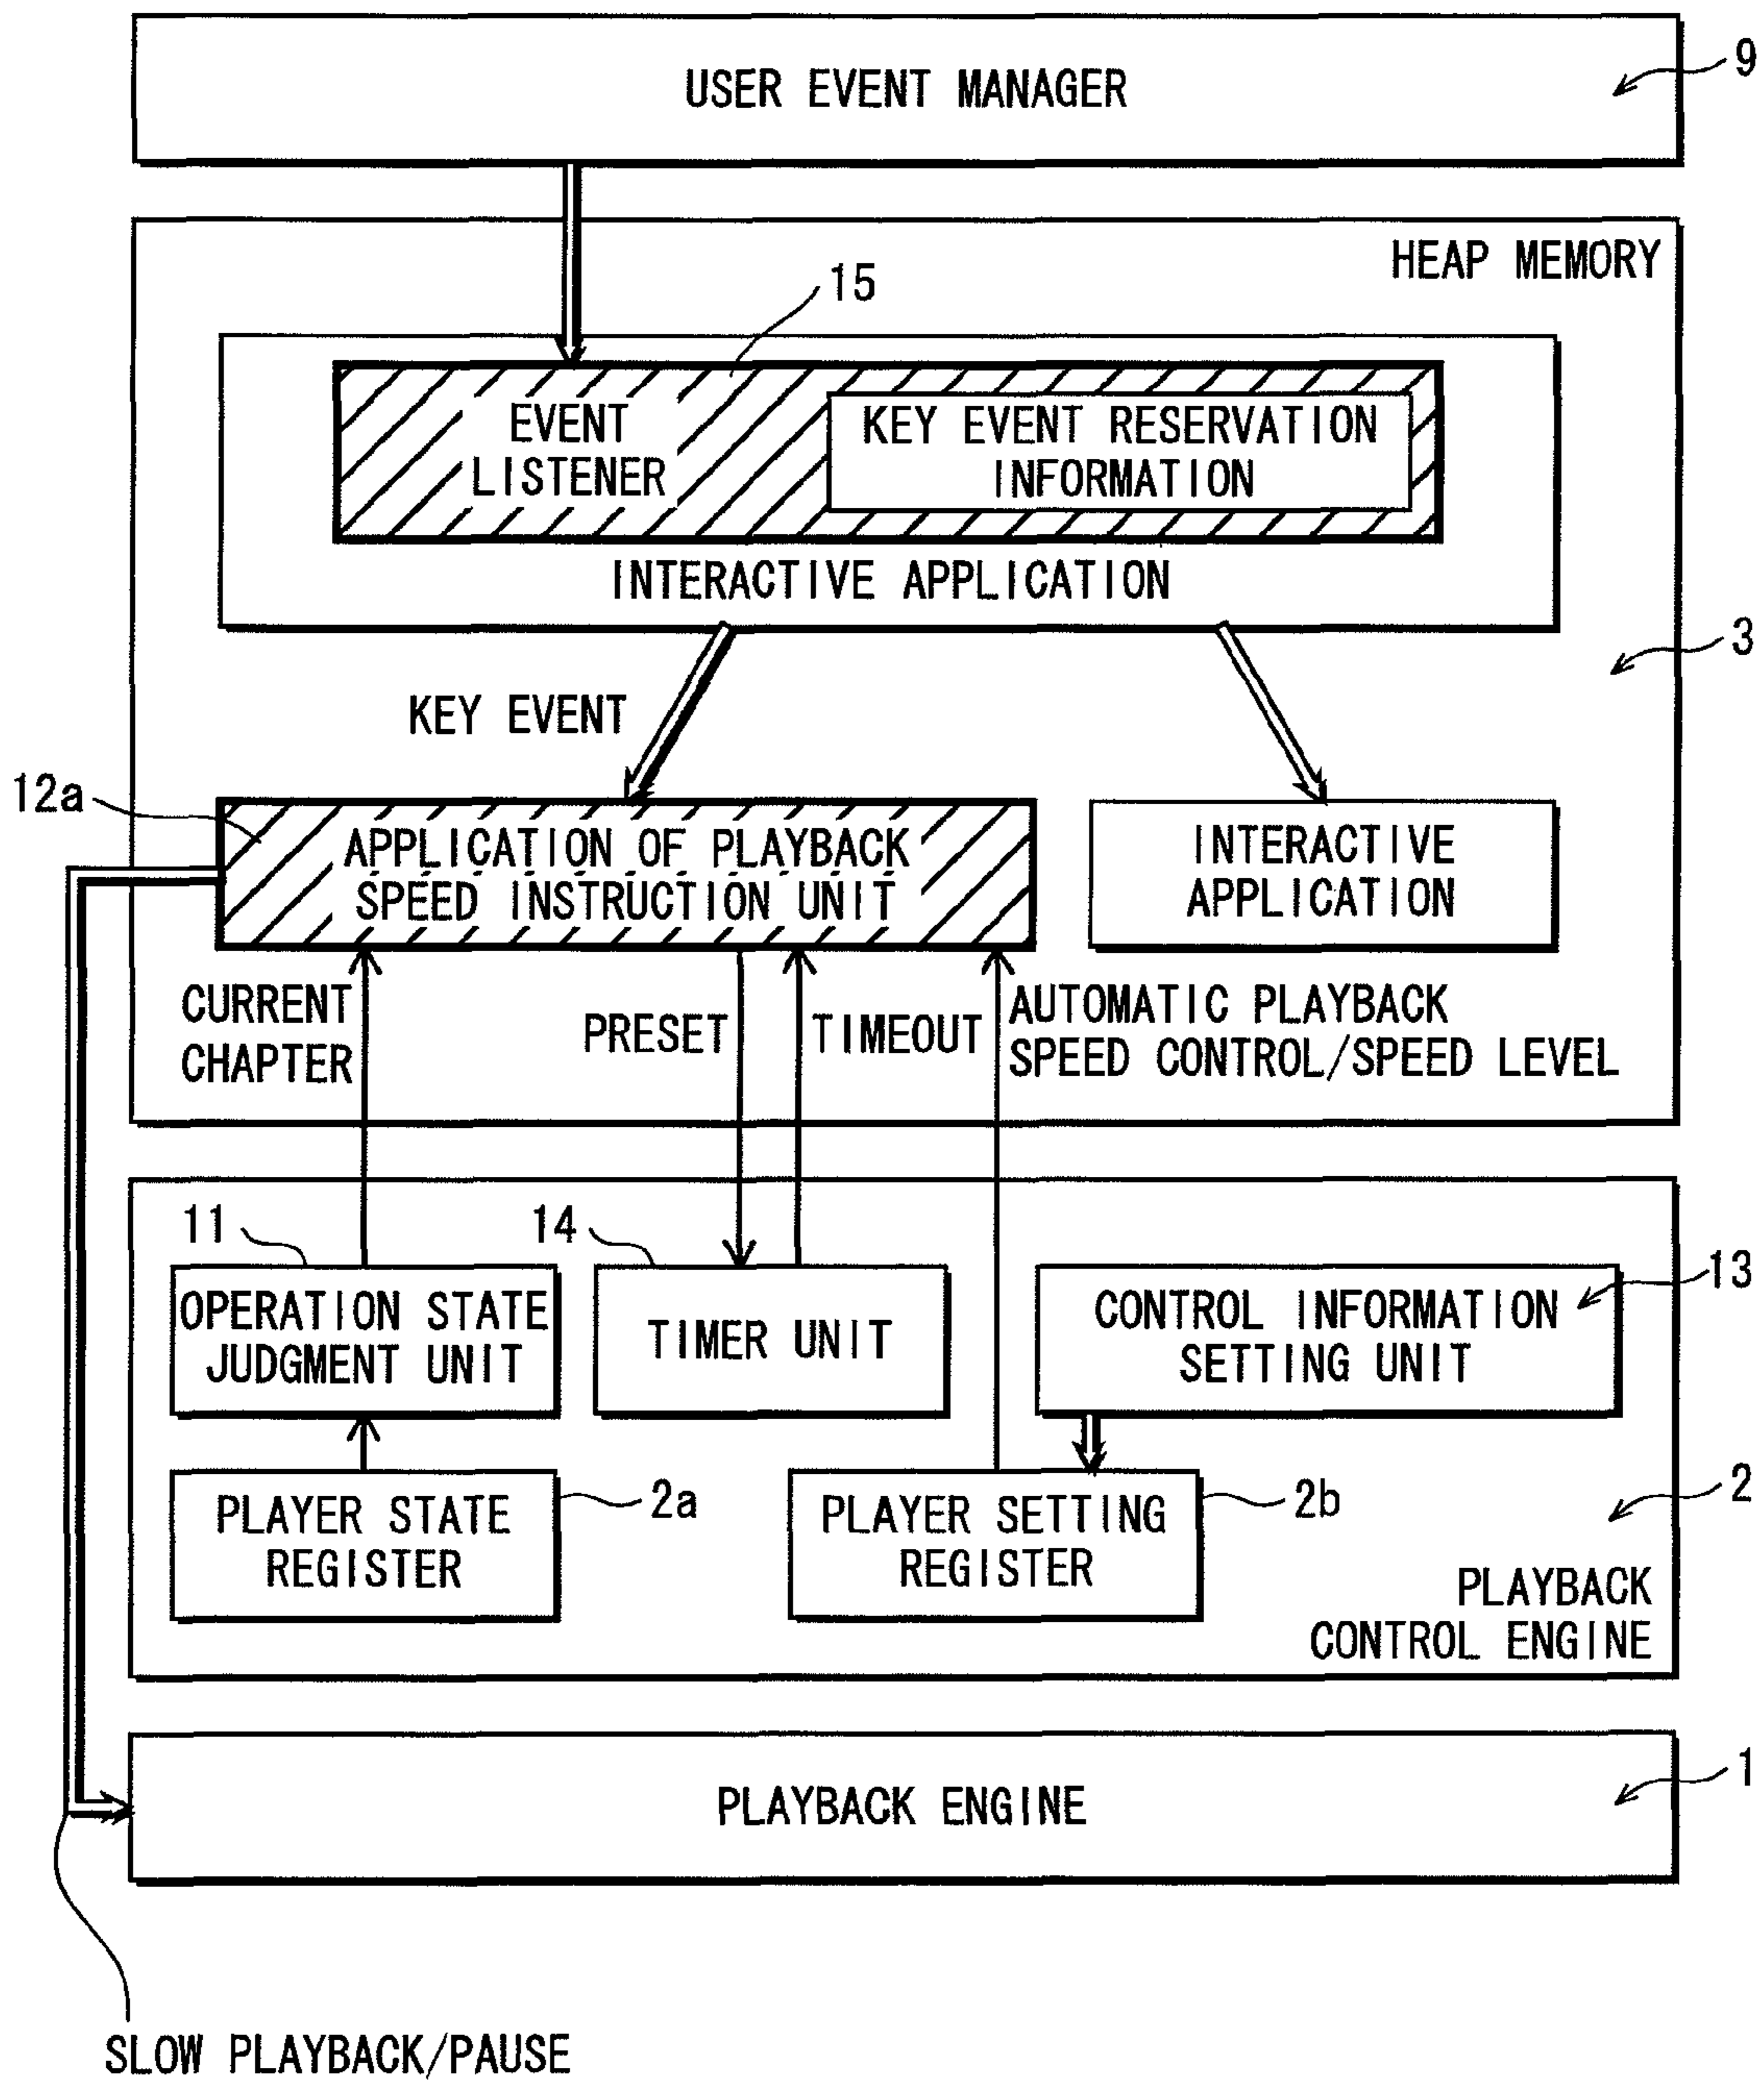 USER EVENT MANAGER
9
HEAP MEMORY
15
EVENT
LISTENER
KEY EVENT RESERVATION
INFORMATION
INTERACTIVE APPLICATION
3
KEY EVENT
12a
APPLICATION OF PLAYBACK
SPEED INSTRUCTION UNIT
INTERACTIVE
APPLICATION
CURRENT
CHAPTER
PRESET
TIMEOUT
AUTOMATIC PLAYBACK
SPEED CONTROL/SPEED LEVEL
11
14
13
OPERATION STATE
JUDGMENT UNIT
TIMER UNIT
CONTROL INFORMATION
SETTING UNIT
2a
2b
2
PLAYER STATE
REGISTER
PLAYER SETTING
REGISTER
PLAYBACK
CONTROL ENGINE
PLAYBACK ENGINE
1
SLOW PLAYBACK/PAUSE